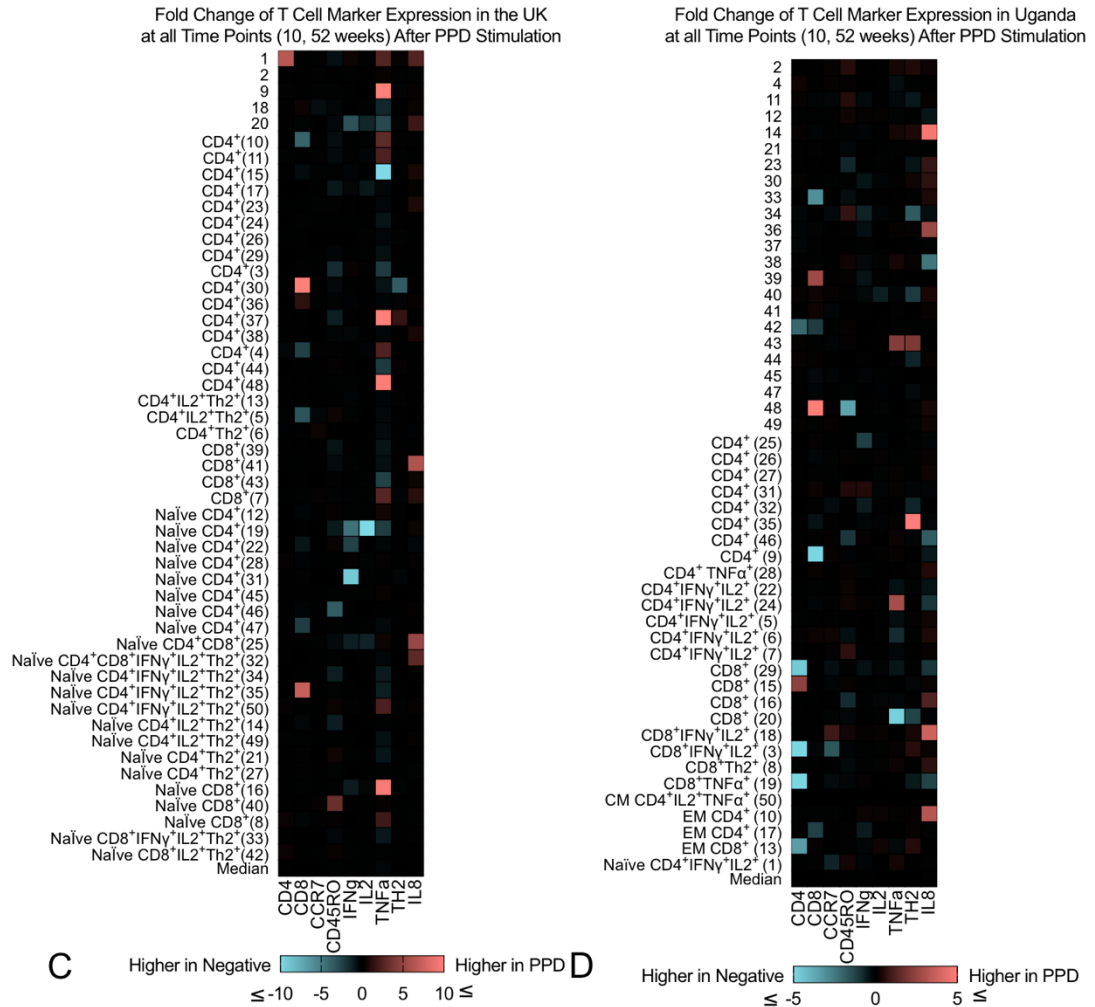 Fold Change of T Cell Marker Expression in the UK
at all Time Points (10, 52 weeks) After PPD Stimulation
1
2
9
18
20
CD4⁺(10)
CD4⁺(11)
CD4⁺(15)
CD4⁺(17)
CD4⁺(23)
CD4⁺(24)
CD4⁺(26)
CD4⁺(29)
CD4⁺(3)
CD4⁺(30)
CD4⁺(36)
CD4⁺(37)
CD4⁺(38)
CD4⁺(4)
CD4⁺(44)
CD4⁺(48)
CD4⁺IL2⁺Th2⁺(13)
CD4⁺IL2⁺Th2⁺(5)
CD4⁺Th2⁺(6)
CD8⁺(39)
CD8⁺(41)
CD8⁺(43)
CD8⁺(7)
NaÏve CD4⁺(12)
NaÏve CD4⁺(19)
NaÏve CD4⁺(22)
NaÏve CD4⁺(28)
NaÏve CD4⁺(31)
NaÏve CD4⁺(45)
NaÏve CD4⁺(46)
NaÏve CD4⁺(47)
NaÏve CD4⁺CD8⁺(25)
NaÏve CD4⁺CD8⁺IFNγ⁺IL2⁺Th2⁺(32)
NaÏve CD4⁺IFNγ⁺IL2⁺Th2⁺(34)
NaÏve CD4⁺IFNγ⁺IL2⁺Th2⁺(35)
NaÏve CD4⁺IFNγ⁺IL2⁺Th2⁺(50)
NaÏve CD4⁺IL2⁺Th2⁺(14)
NaÏve CD4⁺IL2⁺Th2⁺(49)
NaÏve CD4⁺Th2⁺(21)
NaÏve CD4⁺Th2⁺(27)
NaÏve CD8⁺(16)
NaÏve CD8⁺(40)
NaÏve CD8⁺(8)
NaÏve CD8⁺IFNγ⁺IL2⁺Th2⁺(33)
NaÏve CD8⁺IL2⁺Th2⁺(42)
Median
CD4
CD8
CCR7
CD45RO
IFNg
IL2
TNFa
TH2
IL8
C
Higher in Negative
Higher in PPD
≤ -10 -5 0 5 10 ≤
Fold Change of T Cell Marker Expression in Uganda
at all Time Points (10, 52 weeks) After PPD Stimulation
2
4
11
12
14
21
23
30
33
34
36
37
38
39
40
41
42
43
44
45
47
48
49
CD4⁺ (25)
CD4⁺ (26)
CD4⁺ (27)
CD4⁺ (31)
CD4⁺ (32)
CD4⁺ (35)
CD4⁺ (46)
CD4⁺ (9)
CD4⁺ TNFα⁺ (28)
CD4⁺IFNγ⁺IL2⁺ (22)
CD4⁺IFNγ⁺IL2⁺ (24)
CD4⁺IFNγ⁺IL2⁺ (5)
CD4⁺IFNγ⁺IL2⁺ (6)
CD4⁺IFNγ⁺IL2⁺ (7)
CD8⁺ (29)
CD8⁺ (15)
CD8⁺ (16)
CD8⁺ (20)
CD8⁺IFNγ⁺IL2⁺ (18)
CD8⁺IFNγ⁺IL2⁺ (3)
CD8⁺Th2⁺ (8)
CD8⁺TNFα⁺ (19)
CM CD4⁺IL2⁺TNFα⁺ (50)
EM CD4⁺ (10)
EM CD4⁺ (17)
EM CD8⁺ (13)
Naïve CD4⁺IFNγ⁺IL2⁺ (1)
Median
CD4
CD8
CCR7
CD45RO
IFNg
IL2
TNFa
TH2
IL8
D
Higher in Negative
Higher in PPD
≤ -5 0 5 ≤